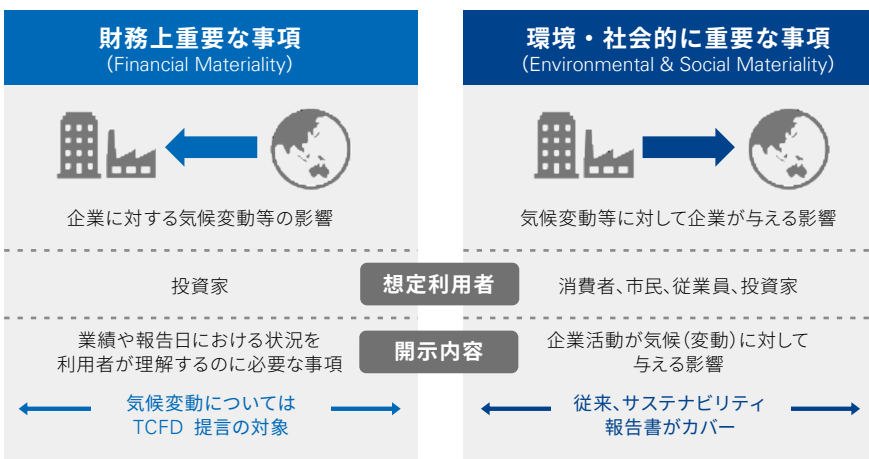 財務上重要な事項
(Financial Materiality)
企業に対する気候変動等の影響
投資家
業績や報告日における状況を
利用者が理解するのに必要な事項
気候変動については
TCFD 提言の対象
想定利用者
開示内容
環境・社会的に重要な事項
(Environmental & Social Materiality)
気候変動等に対して企業が与える影響
消費者、市民、従業員、投資家
企業活動が気候(変動)に対して
与える影響
従来、サステナビリティ
報告書がカバー